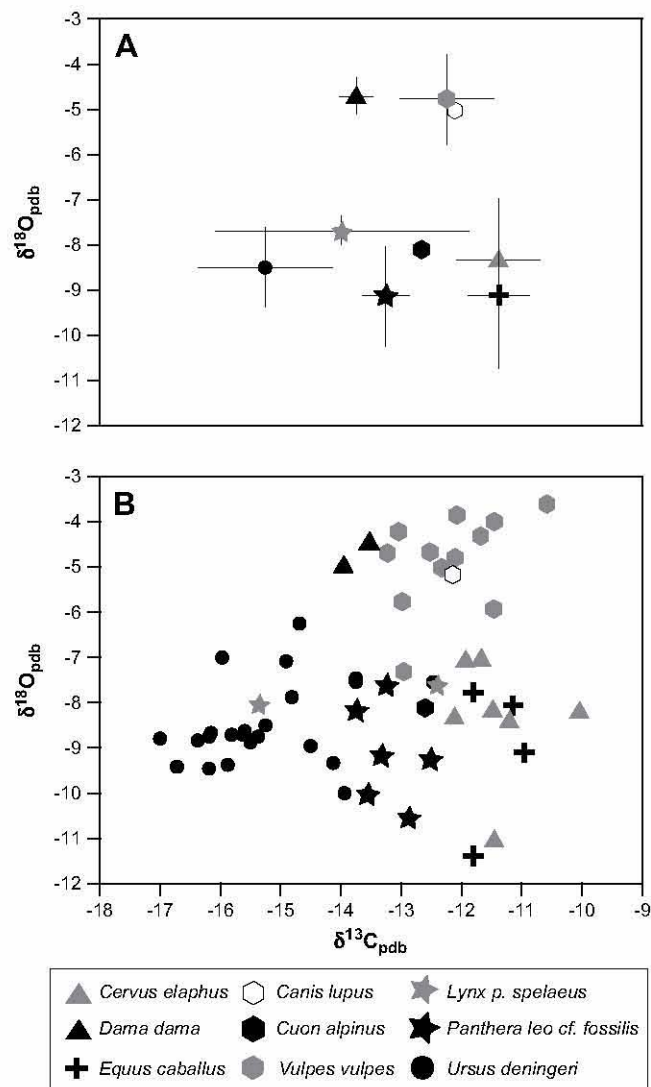 A
-3
-4
-5
-6
-7
-8
-9
-10
-11
-12
δ18Opdb
B
-3
-4
-5
-6
-7
-8
-9
-10
-11
-12
δ18Opdb
-18 -17 -16 -15 -14 -13 -12 -11 -10 -9
δ13Cpdb
Cervus elaphus Canis lupus Lynx p. spelaeus
Dama dama Cuon alpinus Panthera leo cf. fossilis
Equus caballus Vulpes vulpes Ursus deningeri